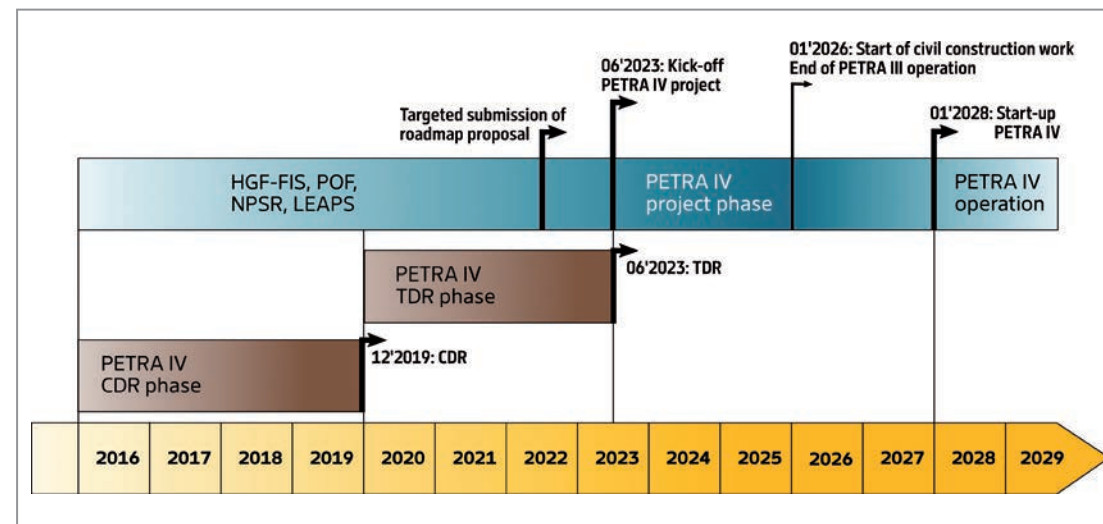 01'2026: Start of civil construction work
End of PETRA III operation
06'2023: Kick-off
PETRA IV project
Targeted submission of
roadmap proposal
01'2028: Start-up
PETRA IV
HGF-FIS, POF,
NPSR, LEAPS
PETRA IV
project phase
PETRA IV
operation
PETRA IV
TDR phase
06'2023: TDR
PETRA IV
CDR phase
12'2019: CDR
2016 2017 2018 2019 2020 2021 2022 2023 2024 2025 2026 2027 2028 2029